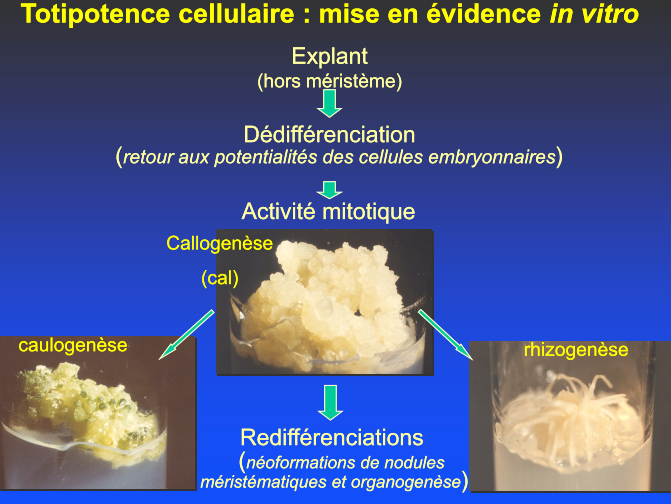 Totipotence cellulaire : mise en évidence in vitro
Explant
(hors méristème)
Dédifférenciation
(retour aux potentialités des cellules embryonnaires)
Activité mitotique
Callogenèse
(cal)
caulogenèse
rhizogenèse
Redifférenciations
(néoformations de nodules
méristématiques et organogenèse)